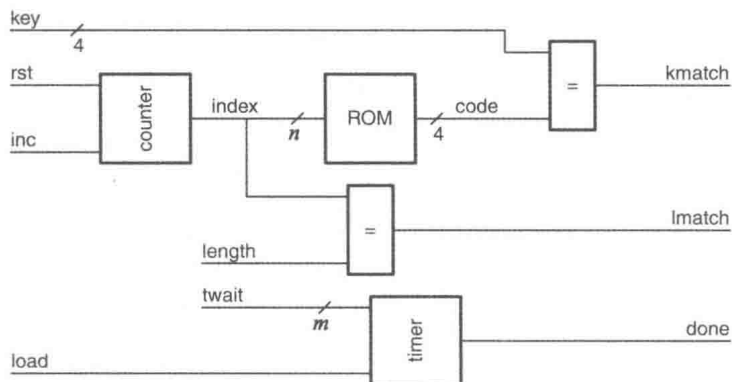 key
4
rst
counter
index
n
ROM
4
code
=
kmatch
inc
length
=
lmatch
twait
m
timer
done
load